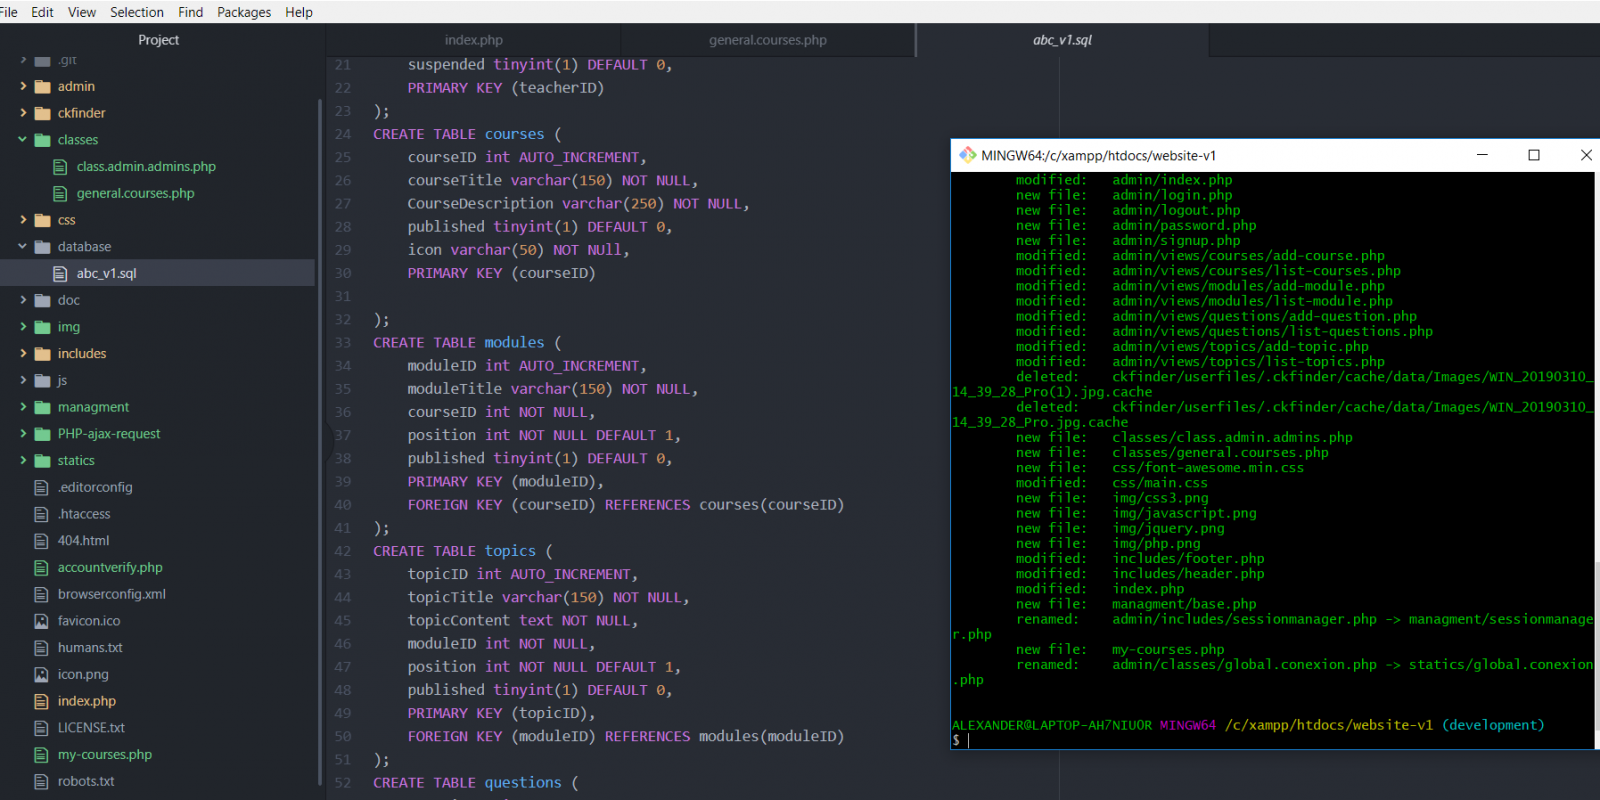 File Edit View Selection Find Packages Help
Project
index.php
general.courses.php
abc_v1.sql
.git
admin
ckfinder
classes
class.admin.admins.php
general.courses.php
css
database
abc_v1.sql
doc
img
includes
js
managment
PHP-ajax-request
statics
.editorconfig
.htaccess
404.html
accountverify.php
browserconfig.xml
favicon.ico
humans.txt
icon.png
index.php
LICENSE.txt
my-courses.php
robots.txt
21 suspended tinyint(1) DEFAULT 0,
22 PRIMARY KEY (teacherID)
23 );
24 CREATE TABLE courses (
25 courseID int AUTO_INCREMENT,
26 courseTitle varchar(150) NOT NULL,
27 CourseDescription varchar(250) NOT NULL,
28 published tinyint(1) DEFAULT 0,
29 icon varchar(50) NOT NUll,
30 PRIMARY KEY (courseID)
31
32 );
33 CREATE TABLE modules (
34 moduleID int AUTO_INCREMENT,
35 moduleTitle varchar(150) NOT NULL,
36 courseID int NOT NULL,
37 position int NOT NULL DEFAULT 1,
38 published tinyint(1) DEFAULT 0,
39 PRIMARY KEY (moduleID),
40 FOREIGN KEY (courseID) REFERENCES courses(courseID)
41 );
42 CREATE TABLE topics (
43 topicID int AUTO_INCREMENT,
44 topicTitle varchar(150) NOT NULL,
45 topicContent text NOT NULL,
46 moduleID int NOT NULL,
47 position int NOT NULL DEFAULT 1,
48 published tinyint(1) DEFAULT 0,
49 PRIMARY KEY (topicID),
50 FOREIGN KEY (moduleID) REFERENCES modules(moduleID)
51 );
52 CREATE TABLE questions (
MINGW64:/c/xampp/htdocs/website-v1
modified: admin/index.php
new file: admin/login.php
new file: admin/logout.php
new file: admin/password.php
new file: admin/signup.php
modified: admin/views/courses/add-course.php
modified: admin/views/courses/list-courses.php
modified: admin/views/modules/add-module.php
modified: admin/views/modules/list-module.php
modified: admin/views/questions/add-question.php
modified: admin/views/questions/list-questions.php
modified: admin/views/topics/add-topic.php
modified: admin/views/topics/list-topics.php
deleted: ckfinder/userfiles/.ckfinder/cache/data/Images/WIN_20190310_
14_39_28_Pro(1).jpg.cache
deleted: ckfinder/userfiles/.ckfinder/cache/data/Images/WIN_20190310_
14_39_28_Pro.jpg.cache
new file: classes/class.admin.admins.php
new file: classes/general.courses.php
new file: css/font-awesome.min.css
modified: css/main.css
new file: img/css3.png
new file: img/javascript.png
new file: img/jquery.png
new file: img/php.png
modified: includes/footer.php
modified: includes/header.php
modified: index.php
new file: managment/base.php
renamed: admin/includes/sessionmanager.php -> managment/sessionmanage
r.php
new file: my-courses.php
renamed: admin/classes/global.conexion.php -> statics/global.conexion
.php
ALEXANDER@LAPTOP-AH7NIU0R MINGW64 /c/xampp/htdocs/website-v1 (development)
$